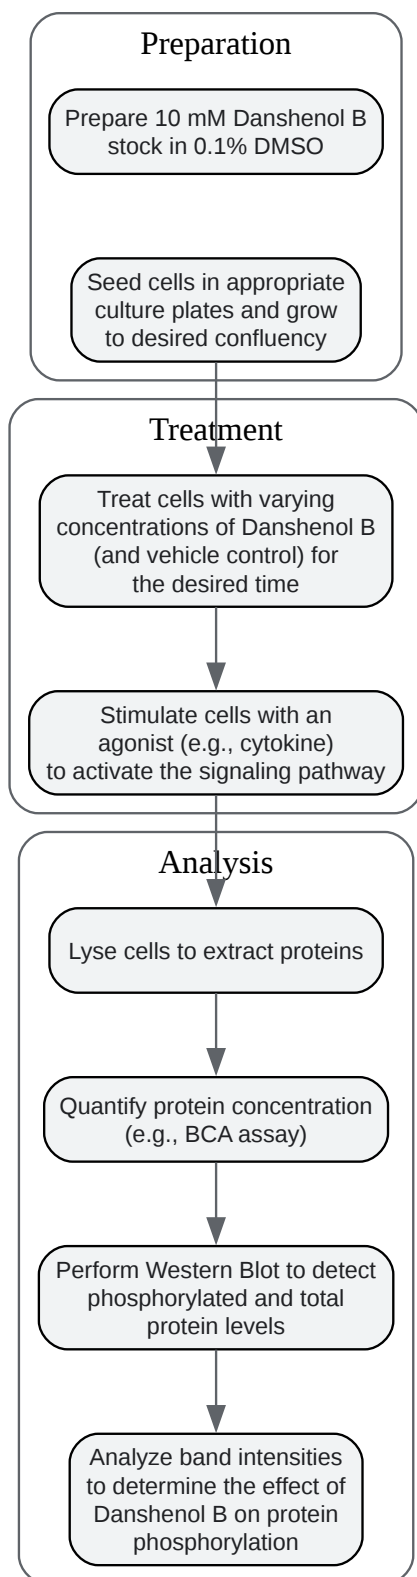 Preparation
Prepare 10 mM Danshenol B
stock in 0.1% DMSO
Seed cells in appropriate
culture plates and grow
to desired confluency
Treatment
Treat cells with varying
concentrations of Danshenol B
(and vehicle control) for
the desired time
Stimulate cells with an
agonist (e.g., cytokine)
to activate the signaling pathway
Analysis
Lyse cells to extract proteins
Quantify protein concentration
(e.g., BCA assay)
Perform Western Blot to detect
phosphorylated and total
protein levels
Analyze band intensities
to determine the effect of
Danshenol B on protein
phosphorylation